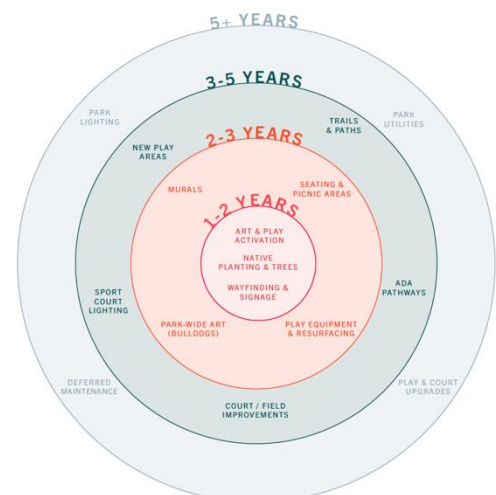 5+ YEARS
3-5 YEARS
PARK
LIGHTING
TRAILS
& PATHS
PARK
UTILITIES
NEW PLAY
AREAS
2-3 YEARS
MURALS
SEATING &
PICNIC AREAS
1-2 YEARS
ART & PLAY
ACTIVATION
NATIVE
PLANTING & TREES
WAYFINDING &
SIGNAGE
SPORT
COURT
LIGHTING
ADA
PATHWAYS
PARK-WIDE ART
(BULLDOGS)
PLAY EQUIPMENT
& RESURFACING
DEFERRED
MAINTENANCE
PLAY & COURT
UPGRADES
COURT / FIELD
IMPROVEMENTS